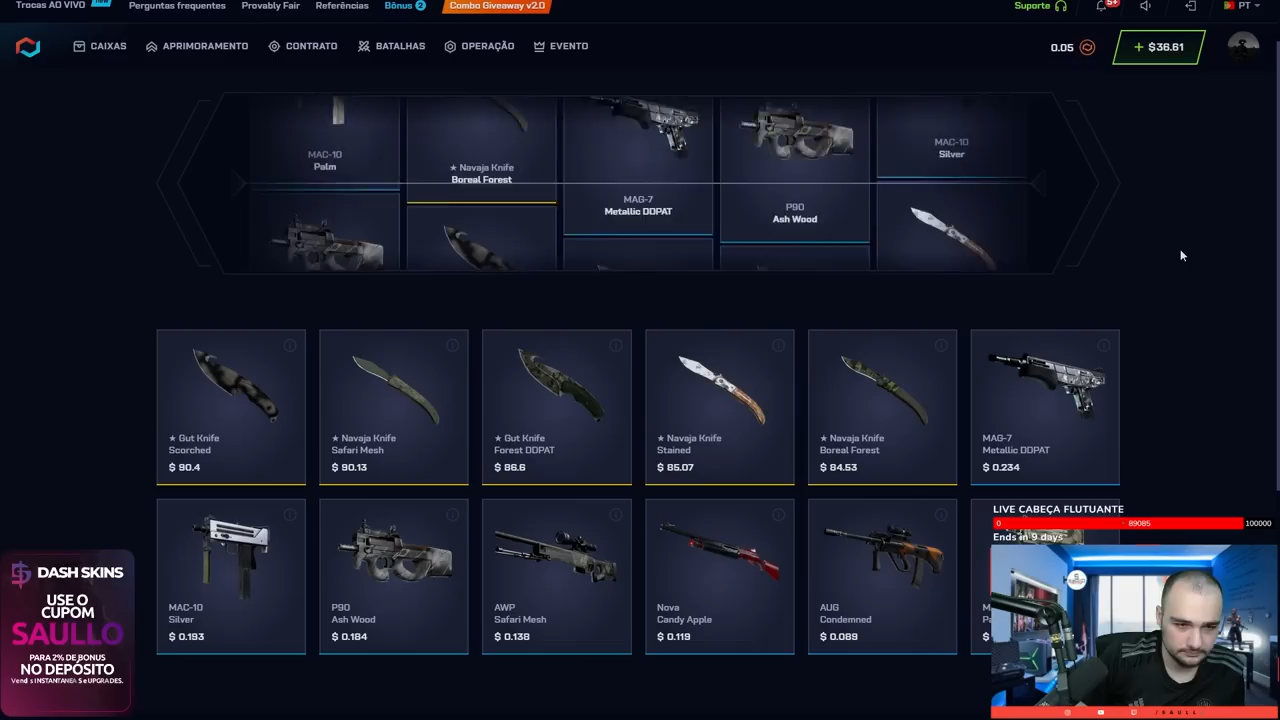 Trocas AO VIVO
Perguntas frequentes
Provably Fair
Referências
Bônus 2
Combo Giveaway v2.0
Suporte
5+
PT
CAIXAS
APRIMORAMENTO
CONTRATO
BATALHAS
OPERAÇÃO
EVENTO
0.05
+ $36.61
MAC-10
Palm
★ Navaja Knife
Boreal Forest
MAG-7
Metallic DDPAT
P90
Ash Wood
MAC-10
Silver
★ Gut Knife
Scorched
$ 90.4
★ Navaja Knife
Safari Mesh
$ 90.13
★ Gut Knife
Forest DDPAT
$ 86.6
★ Navaja Knife
Stained
$ 85.07
★ Navaja Knife
Boreal Forest
$ 84.53
MAG-7
Metallic DDPAT
$ 0.234
MAC-10
Silver
$ 0.193
P90
Ash Wood
$ 0.184
AWP
Safari Mesh
$ 0.138
Nova
Candy Apple
$ 0.119
AUG
Condemned
$ 0.089
LIVE CABEÇA FLUTUANTE
0
89085
100000
Ends in 9 days
DASH SKINS
USE O
CUPOM
SAULLO
PARA 2% DE BONUS
NO DEPÓSITO
/SAULL